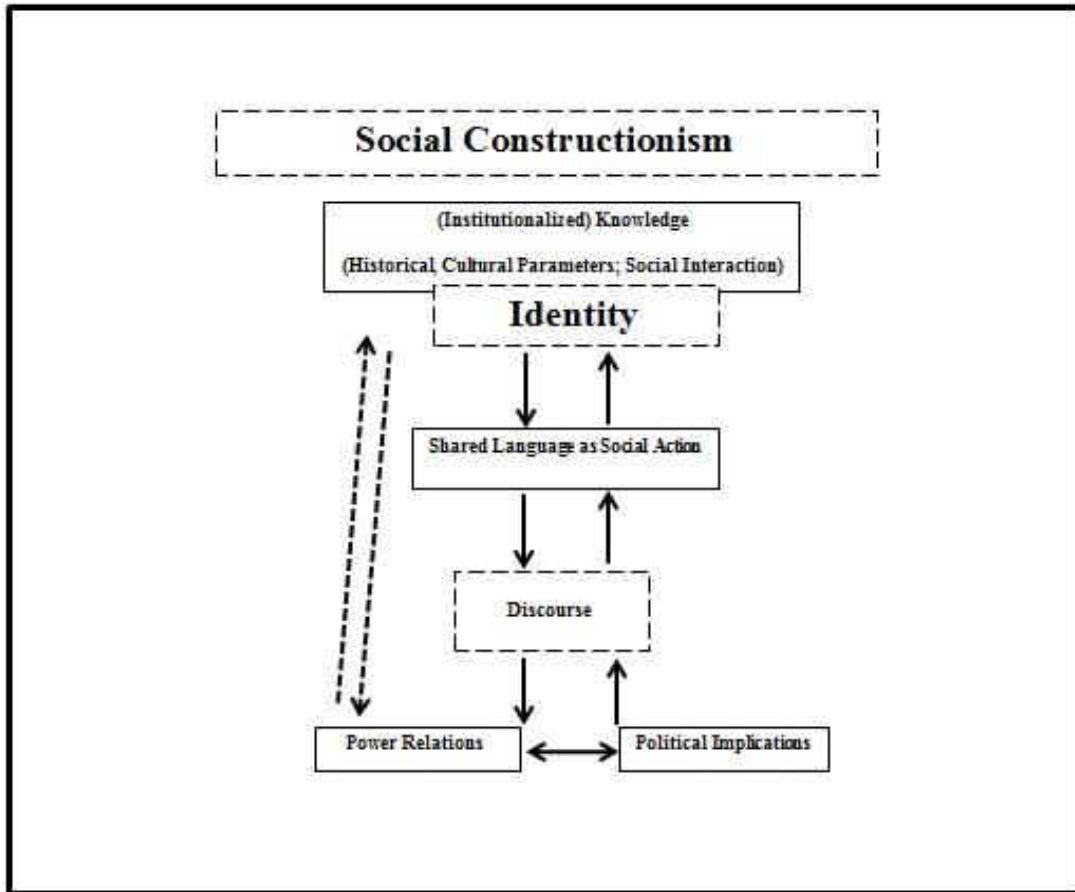 Social Constructionism
(Institutionalized) Knowledge
(Historical, Cultural Parameters; Social Interaction)
Identity
Shared Language as Social Action
Discourse
Power Relations
Political Implications